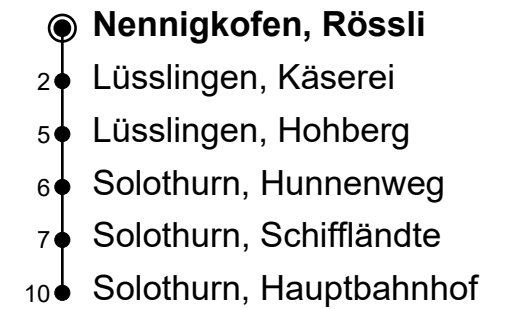 Nennigkofen, Rössli
2 Lüsslingen, Käserei
5 Lüsslingen, Hohberg
6 Solothurn, Hunnenweg
7 Solothurn, Schiffländte
10 Solothurn, Hauptbahnhof